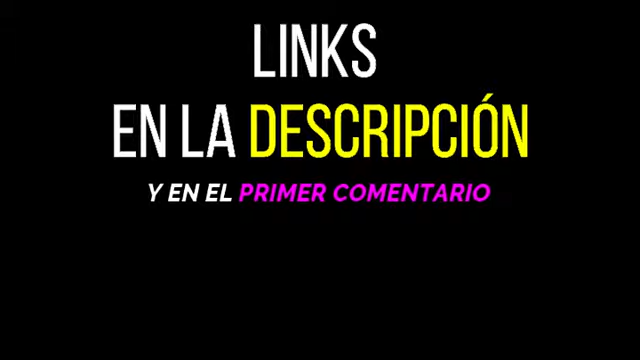 LINKS
EN LA DESCRIPCIÓN
Y EN EL PRIMER COMENTARIO